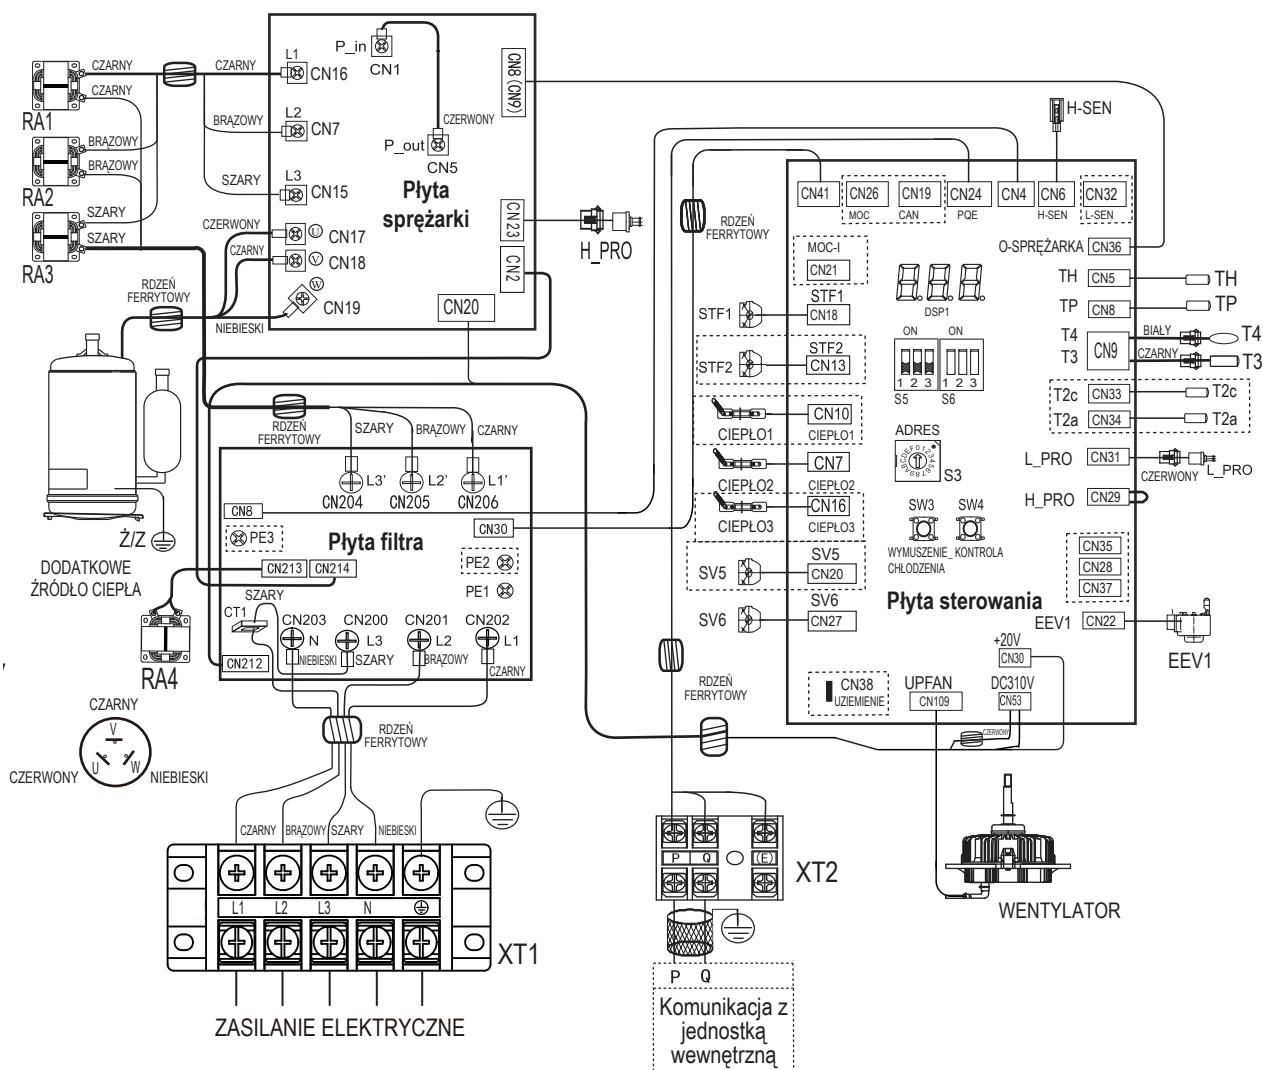 P_in
CN1
CN8 (CN9)
L1
CN16
CZARNY
CZARNY
CZARNY
RA1
L2
CN7
BRĄZOWY
CZERWONY
P_out
CN5
BRĄZOWY
BRĄZOWY
RA2
L3
CN15
SZARY
Płyta
sprężarki
SZARY
SZARY
RA3
CZERWONY
U
CN17
CN23
H_PRO
CZARNY
V
CN18
CN2
W
CN19
CN20
RDZEŃ
FERRYTOWY
NIEBIESKI
RDZEŃ
FERRYTOWY
H-SEN
CN41
CN26
CN19
CN24
CN4
CN6
CN32
MOC
CAN
PQE
H-SEN
L-SEN
O-SPRĘŻARKA
CN36
MOC-I
CN21
TH
CN5
TH
DSP1
STF1
STF1
CN18
TP
CN8
TP
ON
ON
1 2 3
1 2 3
S5
S6
T4
T3
CN9
BIAŁY
T4
CZARNY
T3
STF2
STF2
CN13
T2c
CN33
T2c
T2a
CN34
T2a
CN10
CIEPŁO1
CIEPŁO1
ADRES
S3
CN7
CIEPŁO2
CIEPŁO2
L_PRO
CN31
CZERWONY
L_PRO
CN16
CIEPŁO3
CIEPŁO3
H_PRO
CN29
SW3
SW4
WYMUSZENIE
CHŁODZENIA
KONTROLA
CN35
CN28
CN37
SV5
SV5
CN20
Płyta sterowania
SV6
SV6
CN27
EEV1
CN22
EEV1
+20V
CN30
CN38
UZIEMIENIE
UPFAN
CN109
DC310V
CN53
CZERWONY
RDZEŃ
FERRYTOWY
RDZEŃ
FERRYTOWY
SZARY
BRĄZOWY
CZARNY
L3'
CN204
L2'
CN205
L1'
CN206
CN8
CN30
PE3
Płyta filtra
PE2
PE1
Ż/Z
DODATKOWE
ŹRÓDŁO CIEPŁA
CN213
CN214
SZARY
CT1
CN203
N
CN200
L3
CN201
L2
CN202
L1
CN212
NIEBIESKI
SZARY
BRĄZOWY
CZARNY
RA4
CZARNY
V
U
W
CZERWONY
NIEBIESKI
RDZEŃ
FERRYTOWY
CZARNY
BRĄZOWY
SZARY
NIEBIESKI
L1
L2
L3
N
XT1
ZASILANIE ELEKTRYCZNE
P
Q
(E)
XT2
P
Q
Komunikacja z
jednostką
wewnętrzną
WENTYLATOR